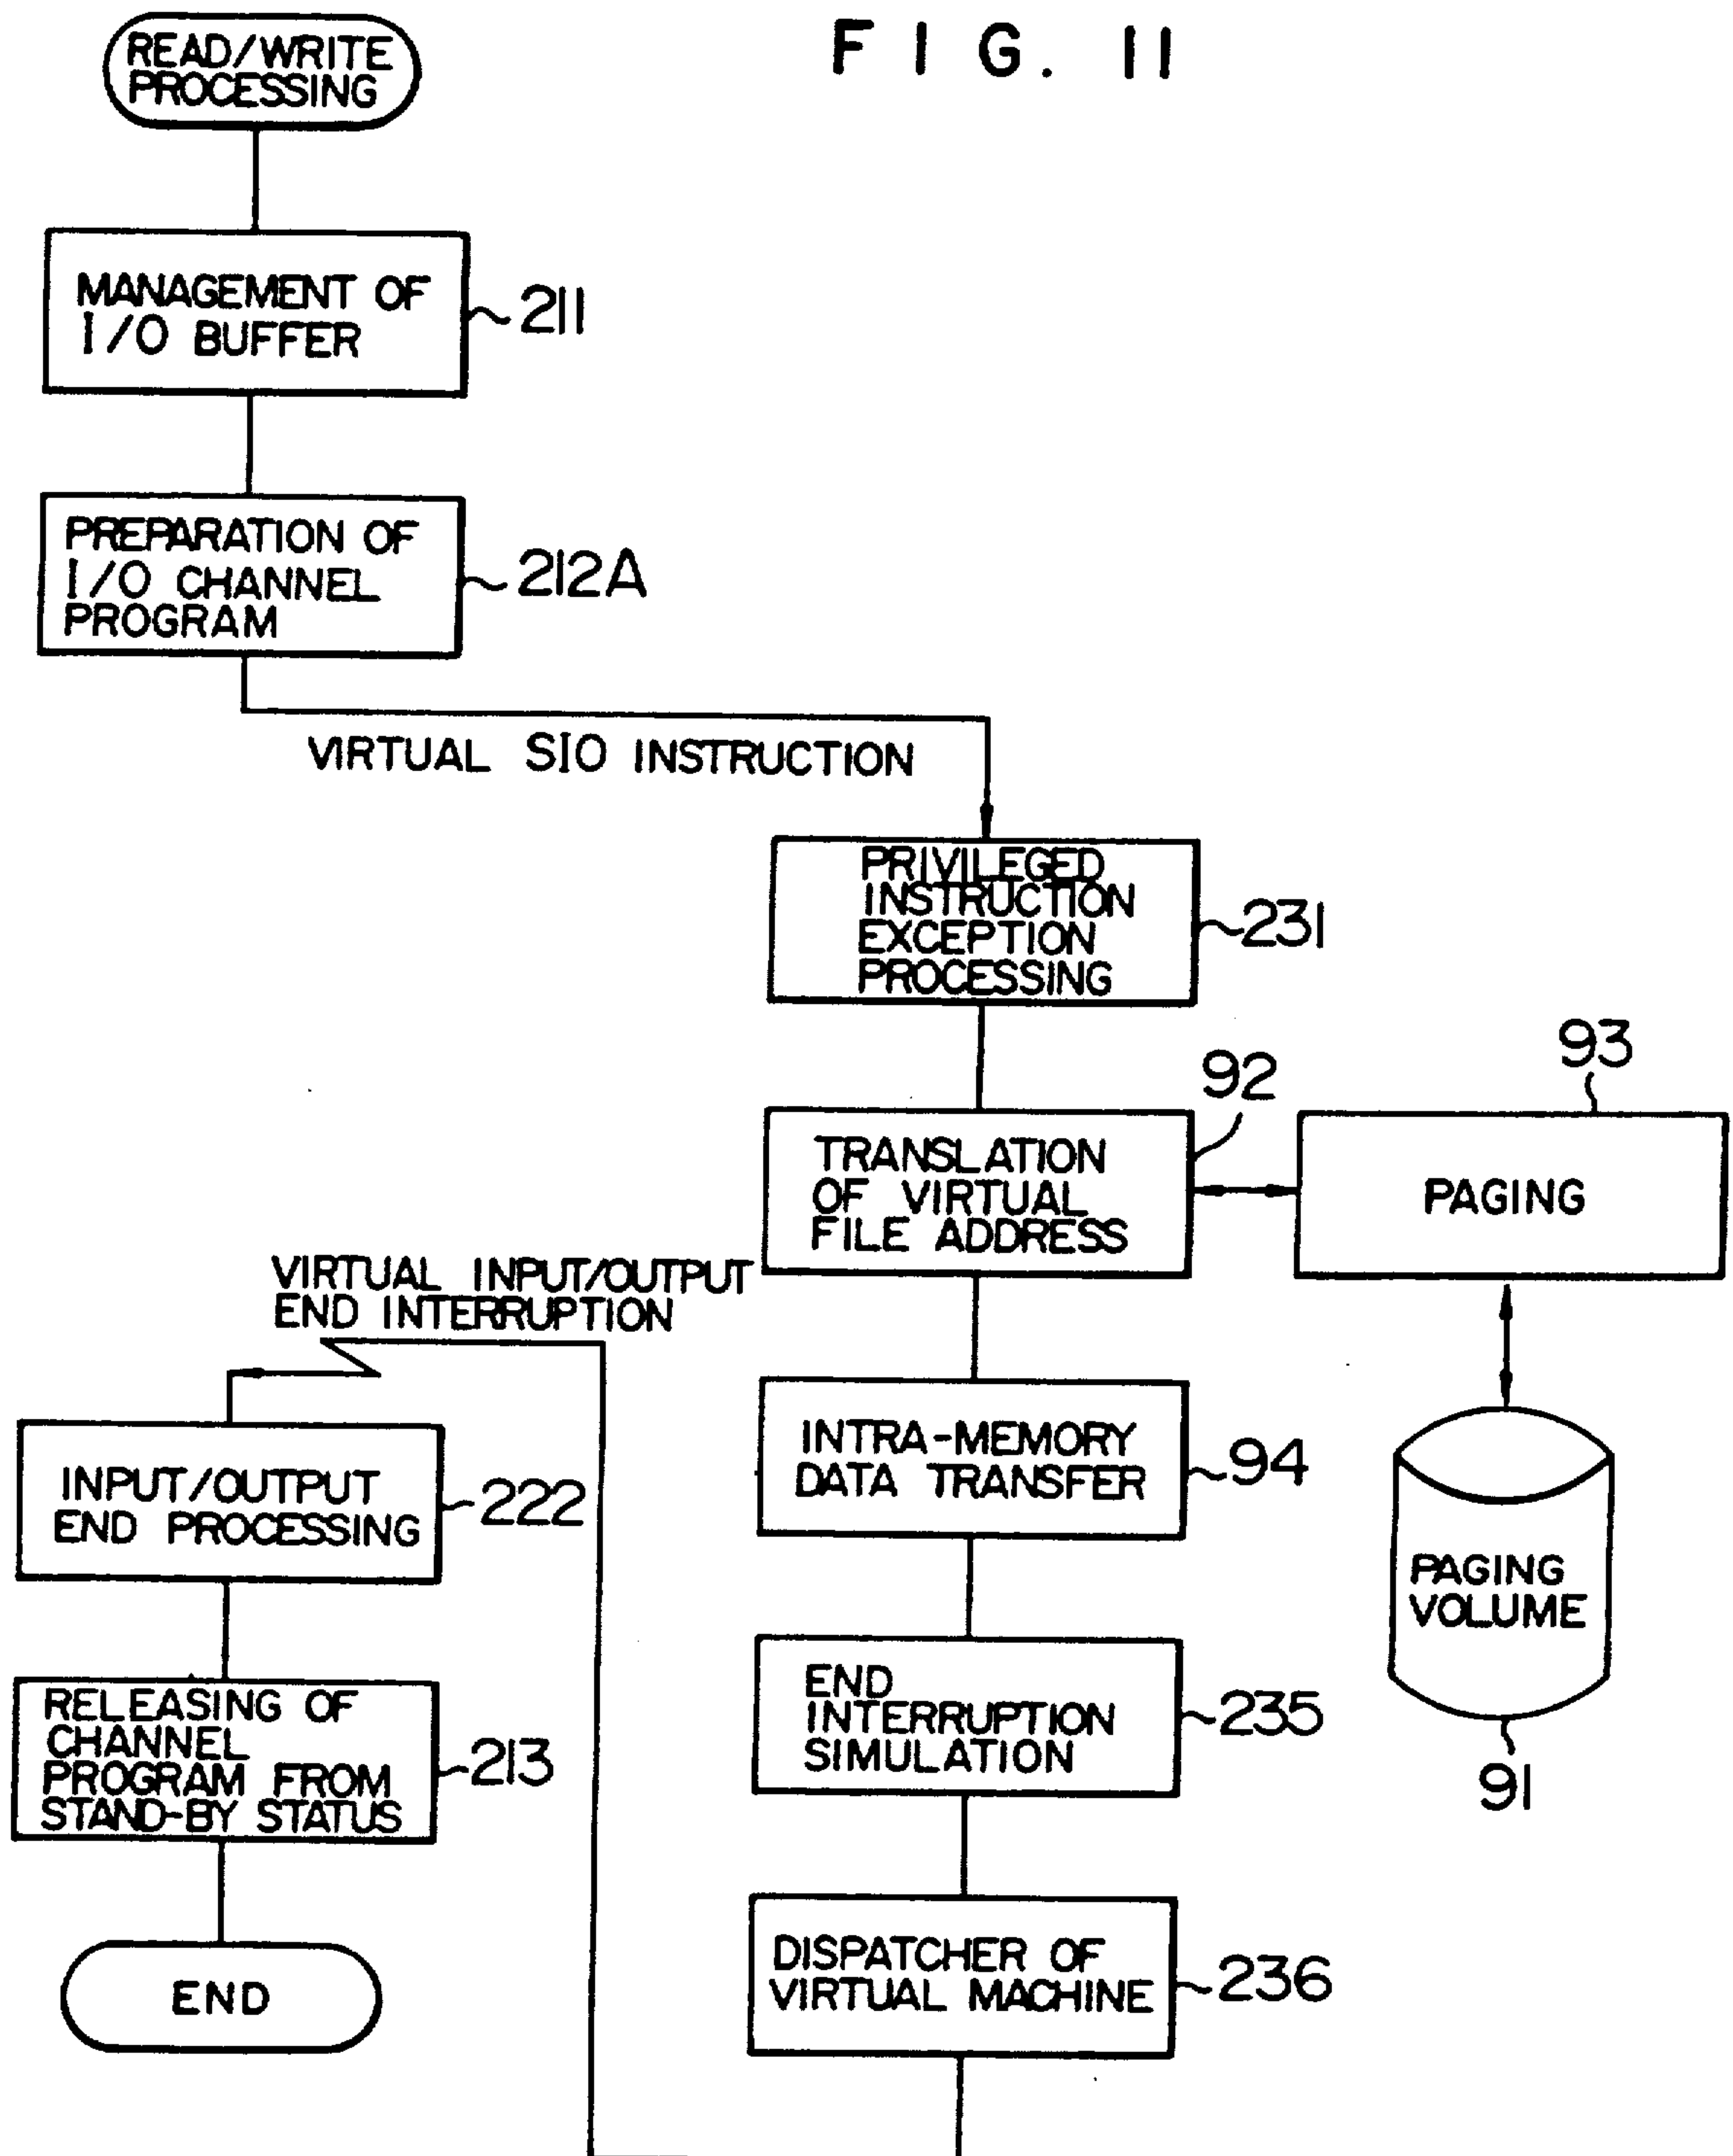 FIG. 11
READ/WRITE
PROCESSING
MANAGEMENT OF
I/O BUFFER
211
PREPARATION OF
I/O CHANNEL
PROGRAM
212A
VIRTUAL SIO INSTRUCTION
PRIVILEGED
INSTRUCTION
EXCEPTION
PROCESSING
231
92
93
TRANSLATION
OF VIRTUAL
FILE ADDRESS
PAGING
VIRTUAL INPUT/OUTPUT
END INTERRUPTION
INTRA-MEMORY
DATA TRANSFER
94
PAGING
VOLUME
91
INPUT/OUTPUT
END PROCESSING
222
END
INTERRUPTION
SIMULATION
235
RELEASING OF
CHANNEL
PROGRAM FROM
STAND-BY STATUS
213
DISPATCHER OF
VIRTUAL MACHINE
236
END